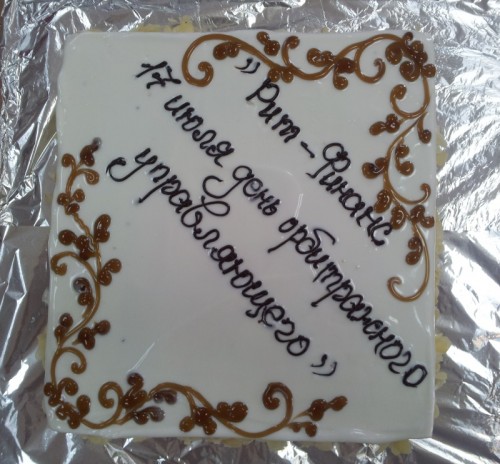 "Рит-Финанс
17 июля день арбитражного
управляющего"